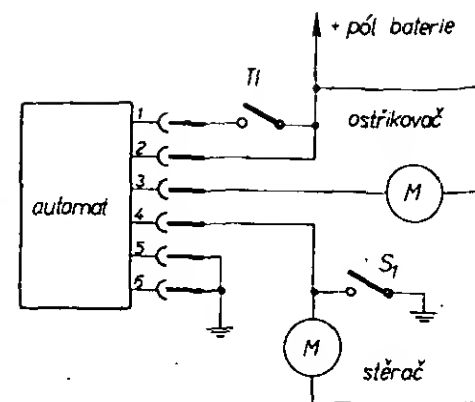 + pól baterie
Tl
ostřikovač
1
2
3
M
automat
4
5
S1
6
M
stěrač